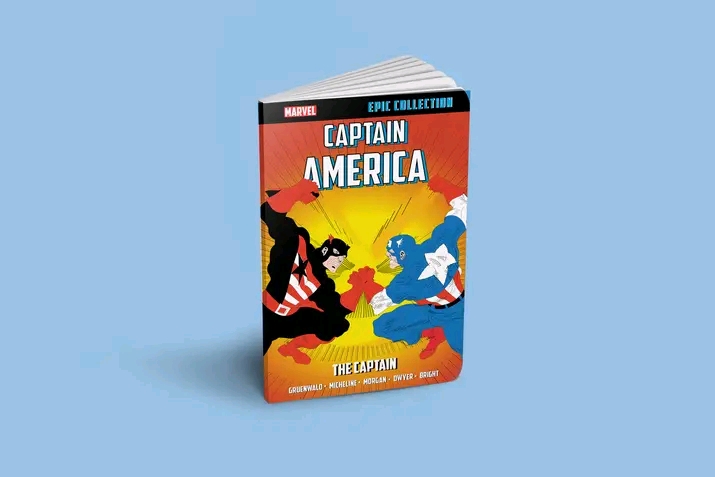 MARVEL
EPIC COLLECTION
CAPTAIN
AMERICA
THE CAPTAIN
GRUENWALD • MICHELINE • MORGAN • DWYER • BRIGHT